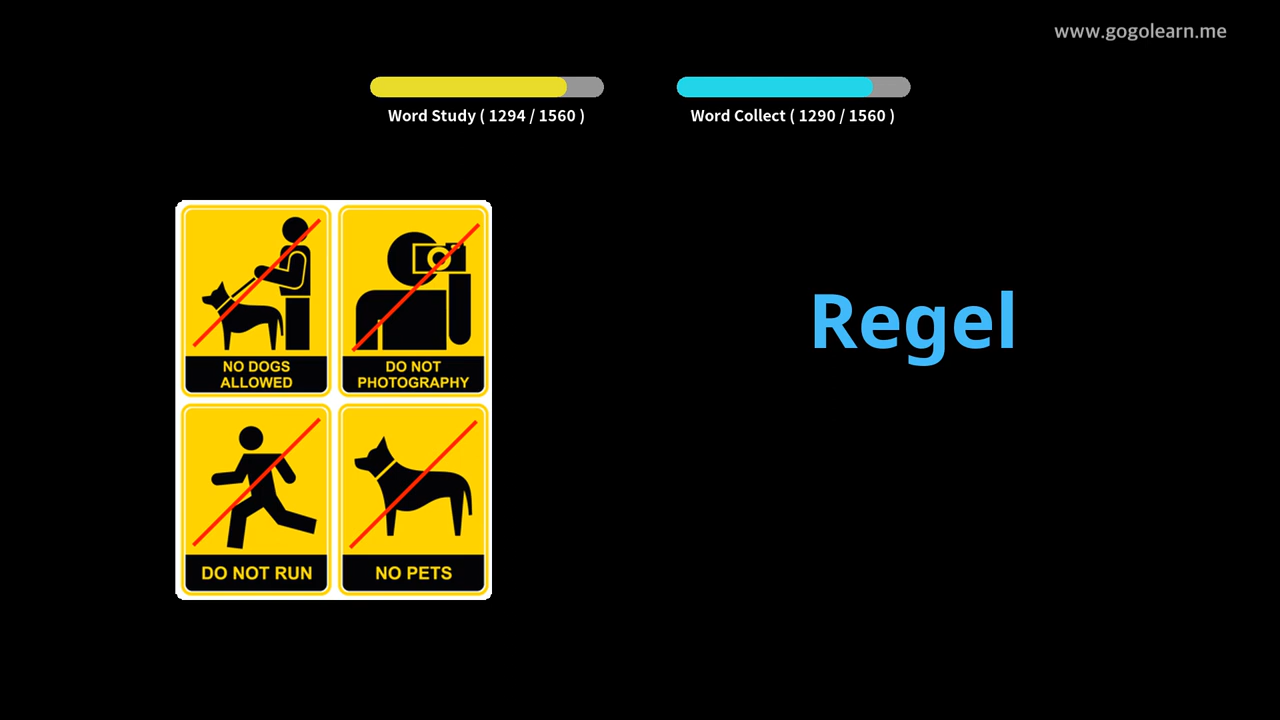 www.gogolearn.me
Word Study ( 1294 / 1560 )
Word Collect ( 1290 / 1560 )
NO DOGS
ALLOWED
DO NOT
PHOTOGRAPHY
Regel
DO NOT RUN
NO PETS